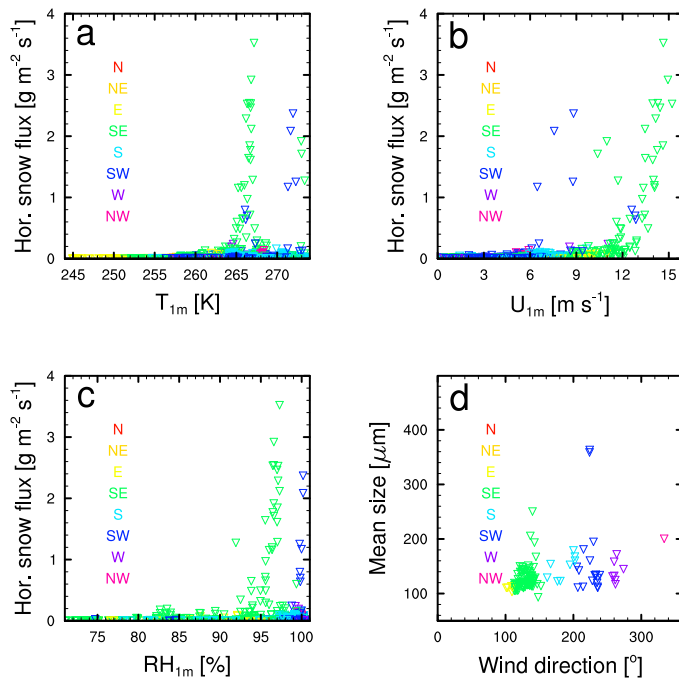 a
Hor. snow flux [g m⁻² s⁻¹]
4
3
2
1
0
N
NE
E
SE
S
SW
W
NW
245 250 255 260 265 270
T₁ₘ [K]
b
Hor. snow flux [g m⁻² s⁻¹]
4
3
2
1
0
N
NE
E
SE
S
SW
W
NW
0 3 6 9 12 15
U₁ₘ [m s⁻¹]
c
Hor. snow flux [g m⁻² s⁻¹]
4
3
2
1
0
N
NE
E
SE
S
SW
W
NW
75 80 85 90 95 100
RH₁ₘ [%]
d
Mean size [μm]
400
300
200
100
N
NE
E
SE
S
SW
W
NW
0 100 200 300
Wind direction [°]